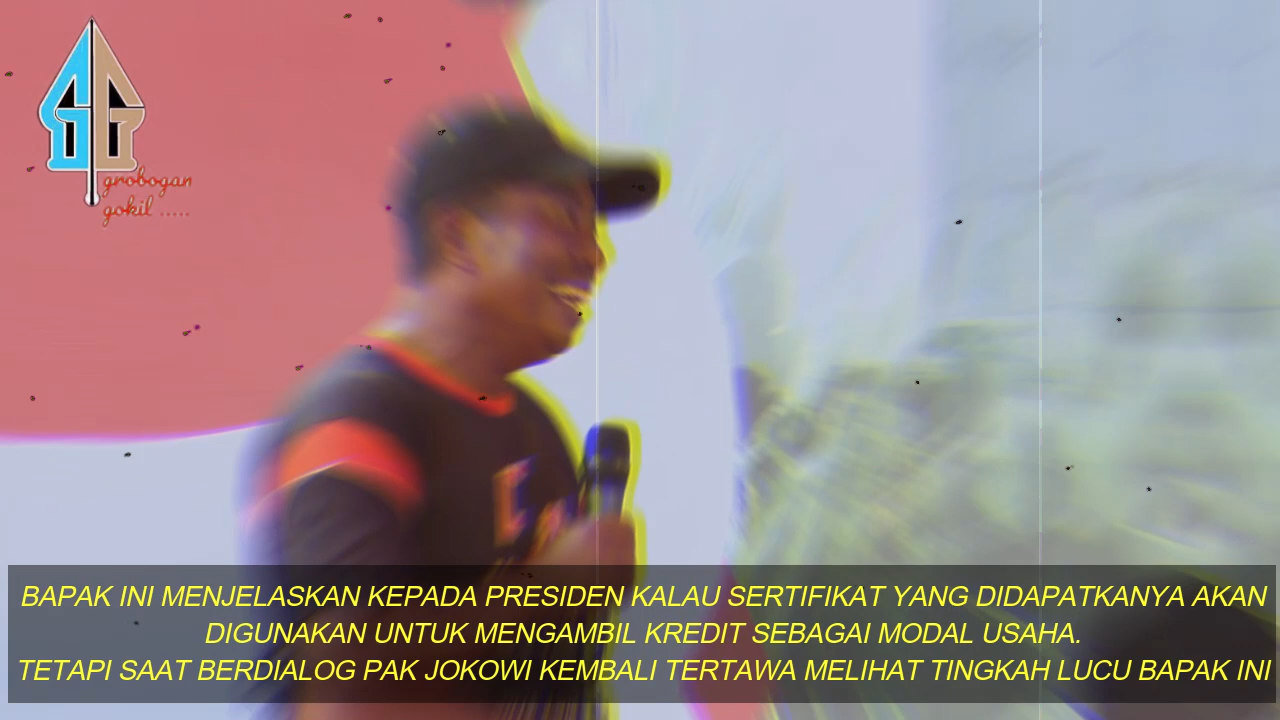 GG
grobogan
gokil .....
BAPAK INI MENJELASKAN KEPADA PRESIDEN KALAU SERTIFIKAT YANG DIDAPATKANYA AKAN
DIGUNAKAN UNTUK MENGAMBIL KREDIT SEBAGAI MODAL USAHA.
TETAPI SAAT BERDIALOG PAK JOKOWI KEMBALI TERTAWA MELIHAT TINGKAH LUCU BAPAK INI